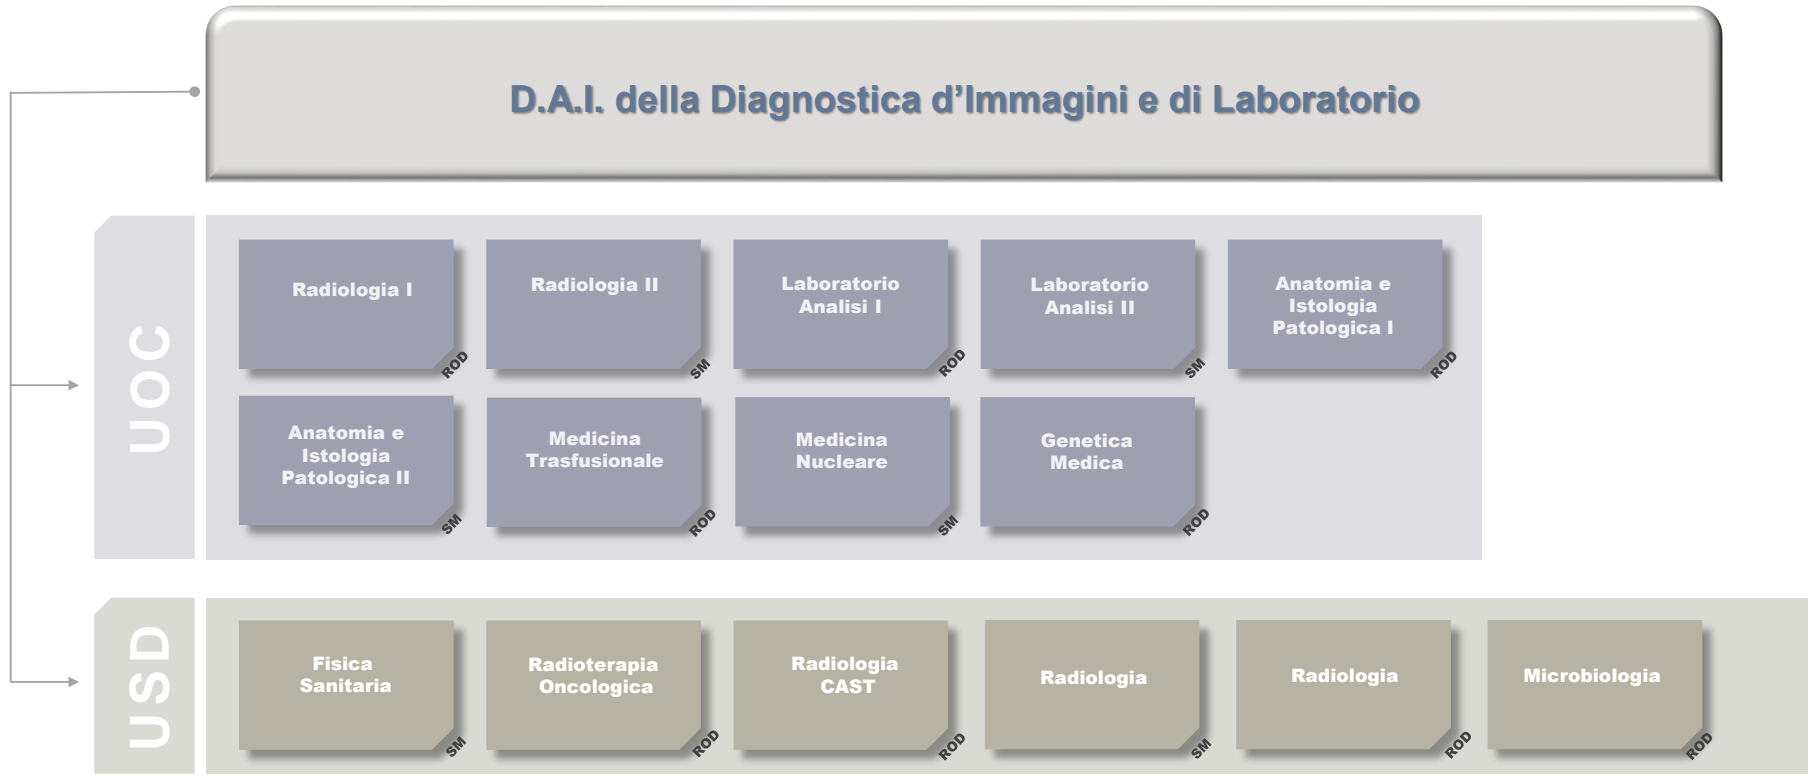 D.A.I. della Diagnostica d’Immagini e di Laboratorio
UOC
Radiologia I
ROD
Radiologia II
SM
Laboratorio
Analisi I
ROD
Laboratorio
Analisi II
SM
Anatomia e
Istologia
Patologica I
ROD
Anatomia e
Istologia
Patologica II
SM
Medicina
Trasfusionale
ROD
Medicina
Nucleare
SM
Genetica
Medica
ROD
USD
Fisica
Sanitaria
SM
Radioterapia
Oncologica
ROD
Radiologia
CAST
ROD
Radiologia
SM
Radiologia
ROD
Microbiologia
ROD